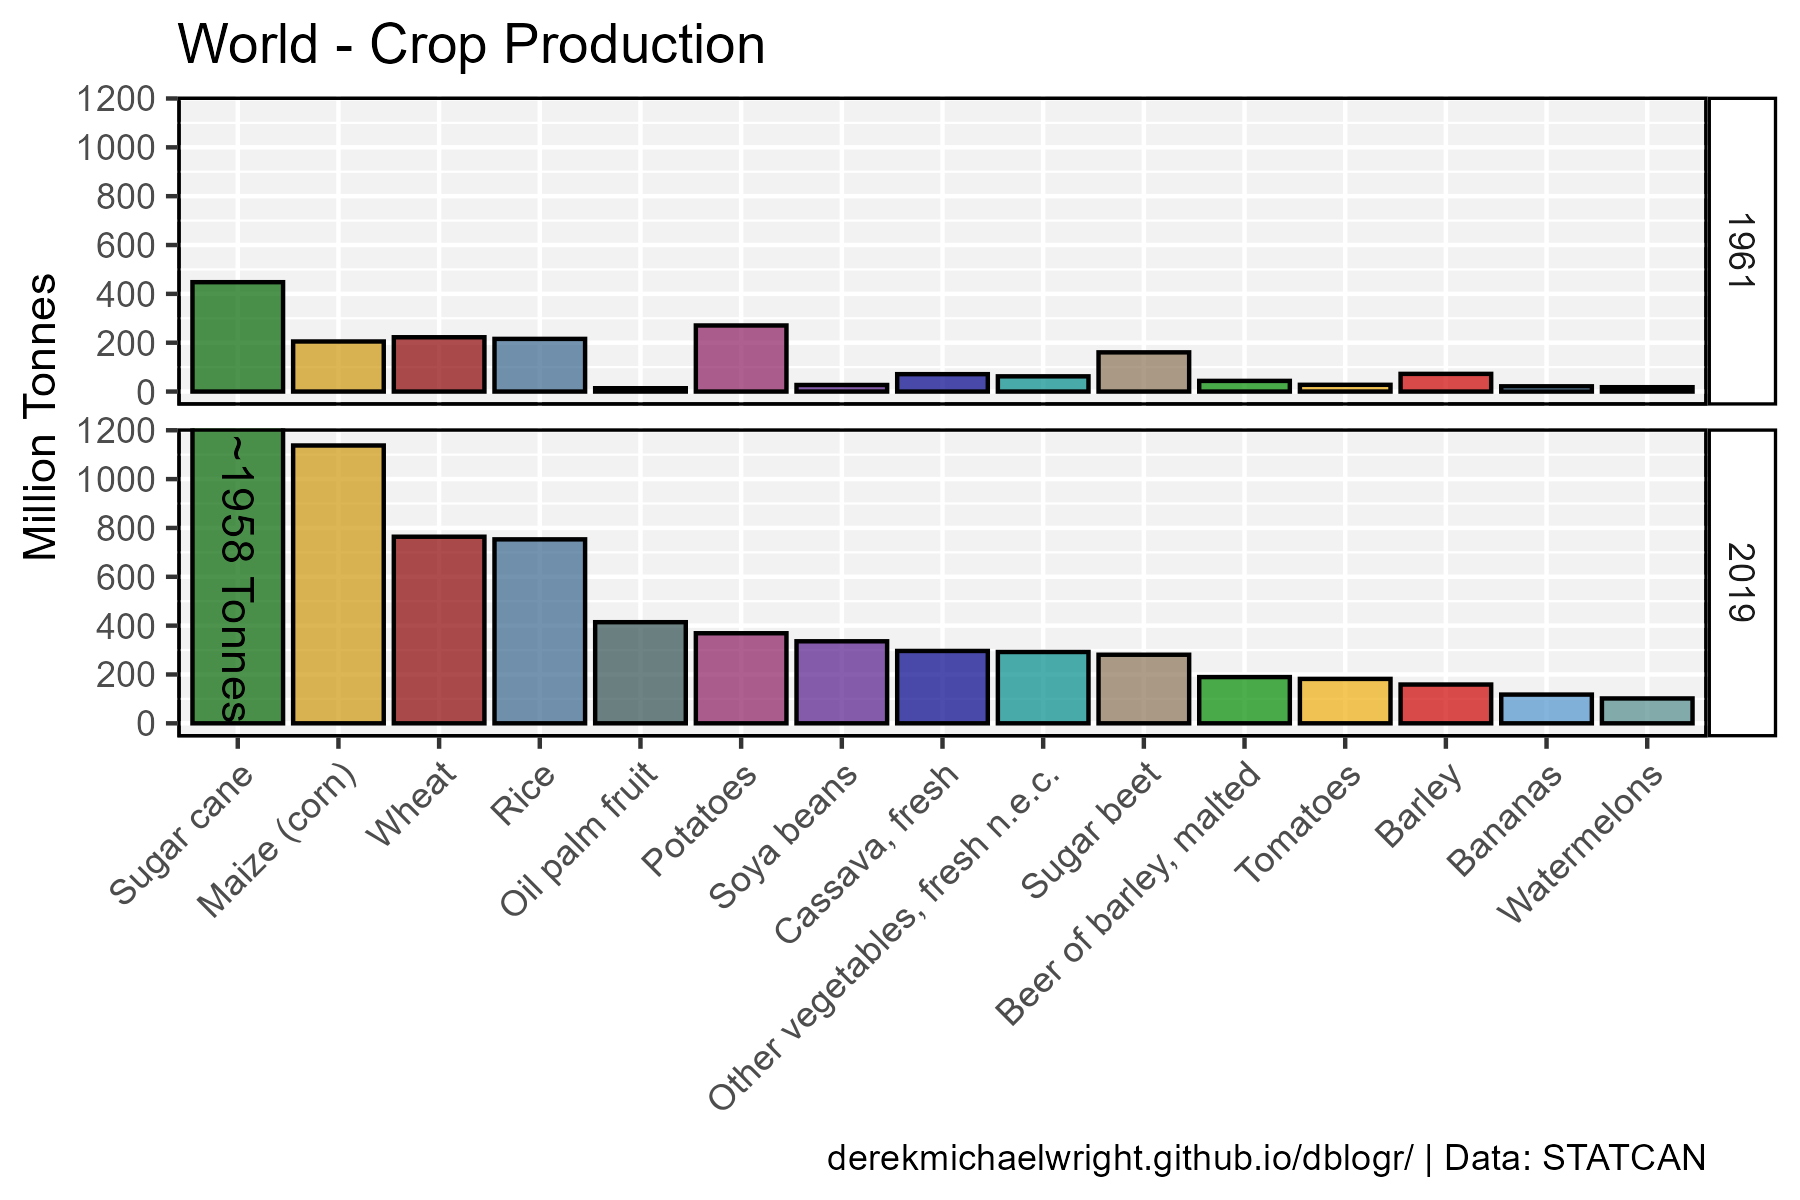 World - Crop Production
Million Tonnes
1200
1000
800
600
400
200
0
1961
1200
1000
800
600
400
200
0
~1958 Tonnes
2019
Sugar cane
Maize (corn)
Wheat
Rice
Oil palm fruit
Potatoes
Soya beans
Cassava, fresh
Other vegetables, fresh n.e.c.
Sugar beet
Beer of barley, malted
Tomatoes
Barley
Bananas
Watermelons
derekmichaelwright.github.io/dblogr/ | Data: STATCAN